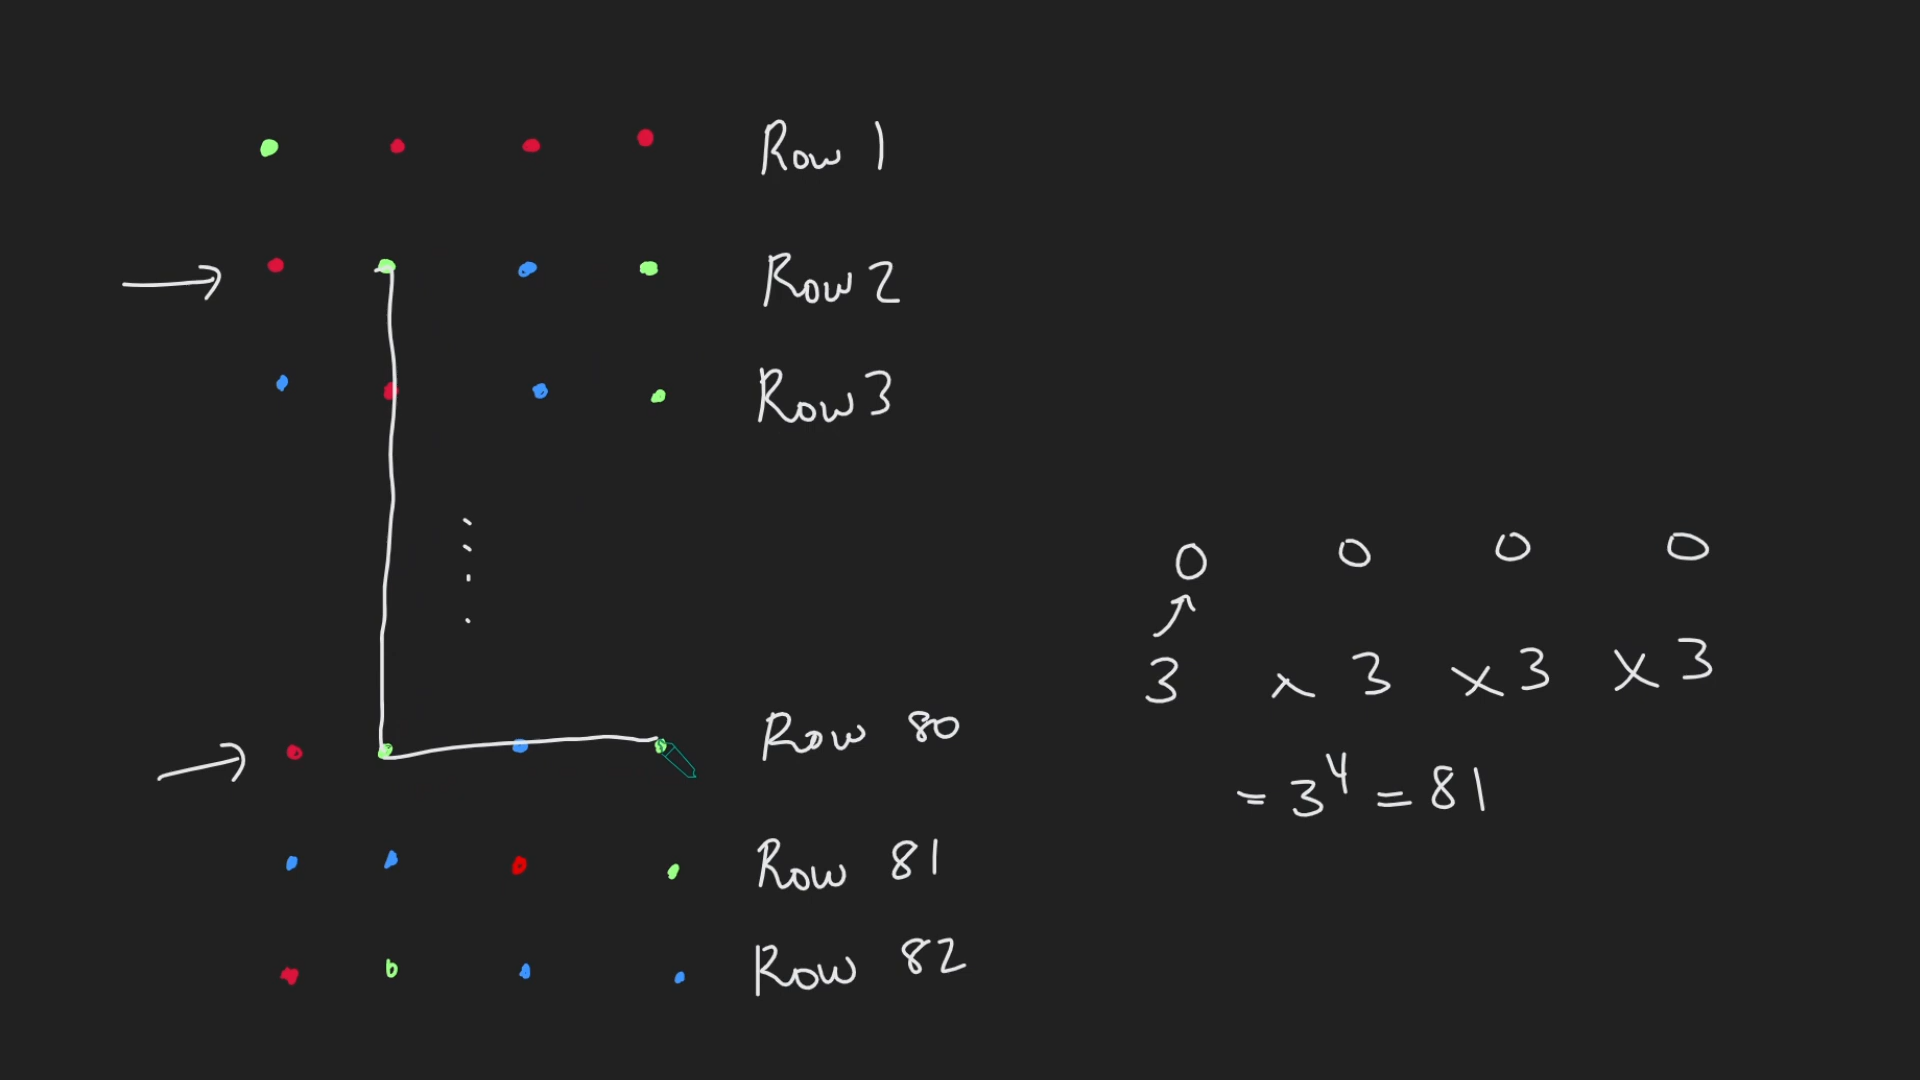 Row 1
Row 2
Row 3
0 0 0 0
3 x 3 x 3 x 3
Row 80
= 3⁴ = 81
Row 81
Row 82